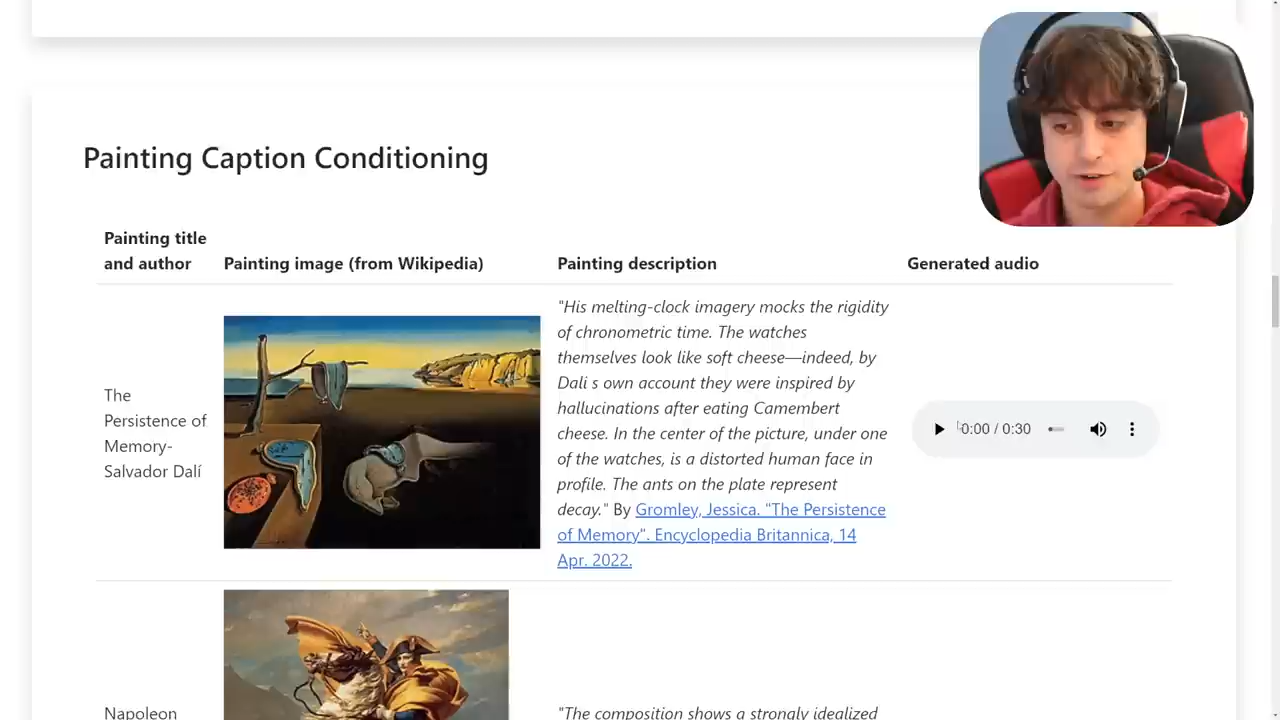 Painting Caption Conditioning
Painting title
and author
Painting image (from Wikipedia)
Painting description
Generated audio
The
Persistence of
Memory-
Salvador Dalí
"His melting-clock imagery mocks the rigidity
of chronometric time. The watches
themselves look like soft cheese—indeed, by
Dali s own account they were inspired by
hallucinations after eating Camembert
cheese. In the center of the picture, under one
of the watches, is a distorted human face in
profile. The ants on the plate represent
decay." By Gromley, Jessica. "The Persistence
of Memory". Encyclopedia Britannica, 14
Apr. 2022.
0:00 / 0:30
Napoleon
"The composition shows a strongly idealized